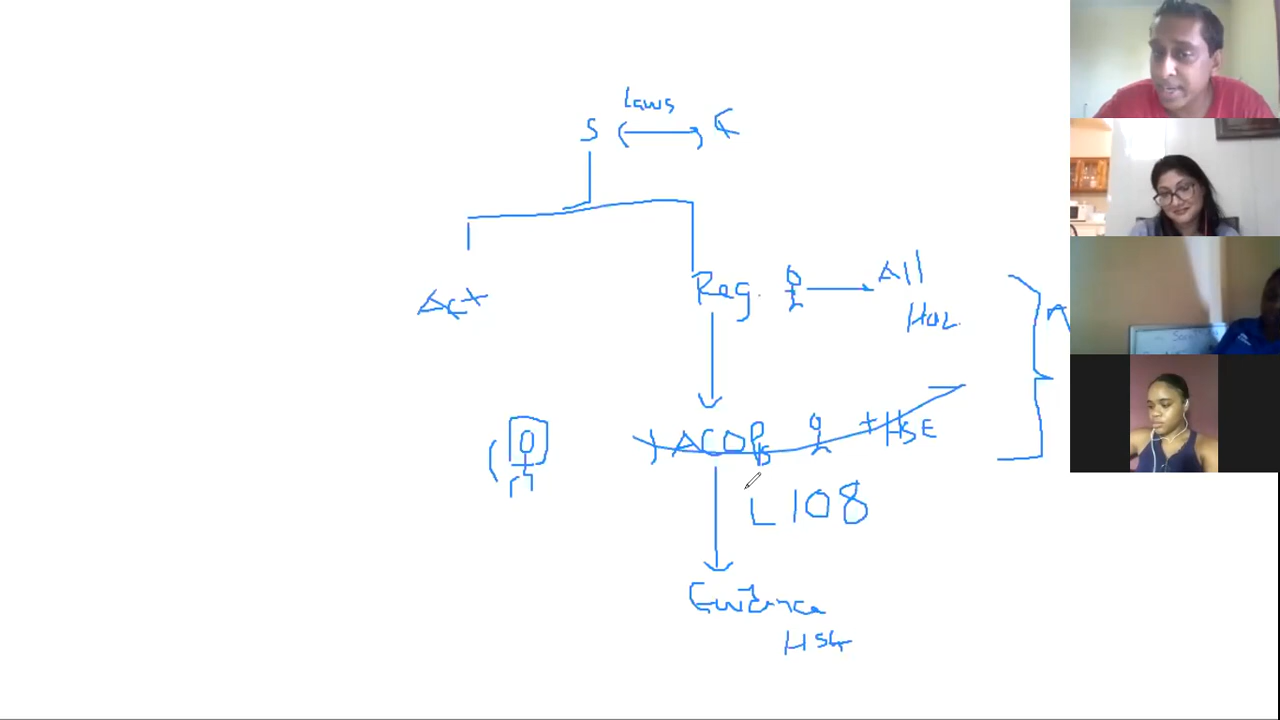 Laws
S
Act
Reg.
All
Haz.
ACOPs
+ HSE
L108
Guidance
HSG